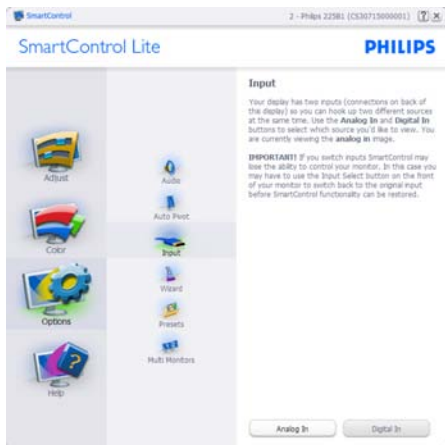 SmartControl
2 - Philips 225B1 (CS30715000001)
SmartControl Lite
PHILIPS
Adjust
Color
Options
Help
Audio
Auto Pivot
Input
Wizard
Presets
Multi Monitors
Input
Your display has two inputs (connections on back of
the display) so you can hook up two different sources
at the same time. Use the Analog In and Digital In
buttons to select which source you'd like to view. You
are currently viewing the analog in image.
IMPORTANT! If you switch inputs SmartControl may
lose the ability to control your monitor. In the case you
may have to use the Input Select button on the front
of your monitor to switch back to the original input
before SmartControl functionality can be restored.
Analog In
Digital In